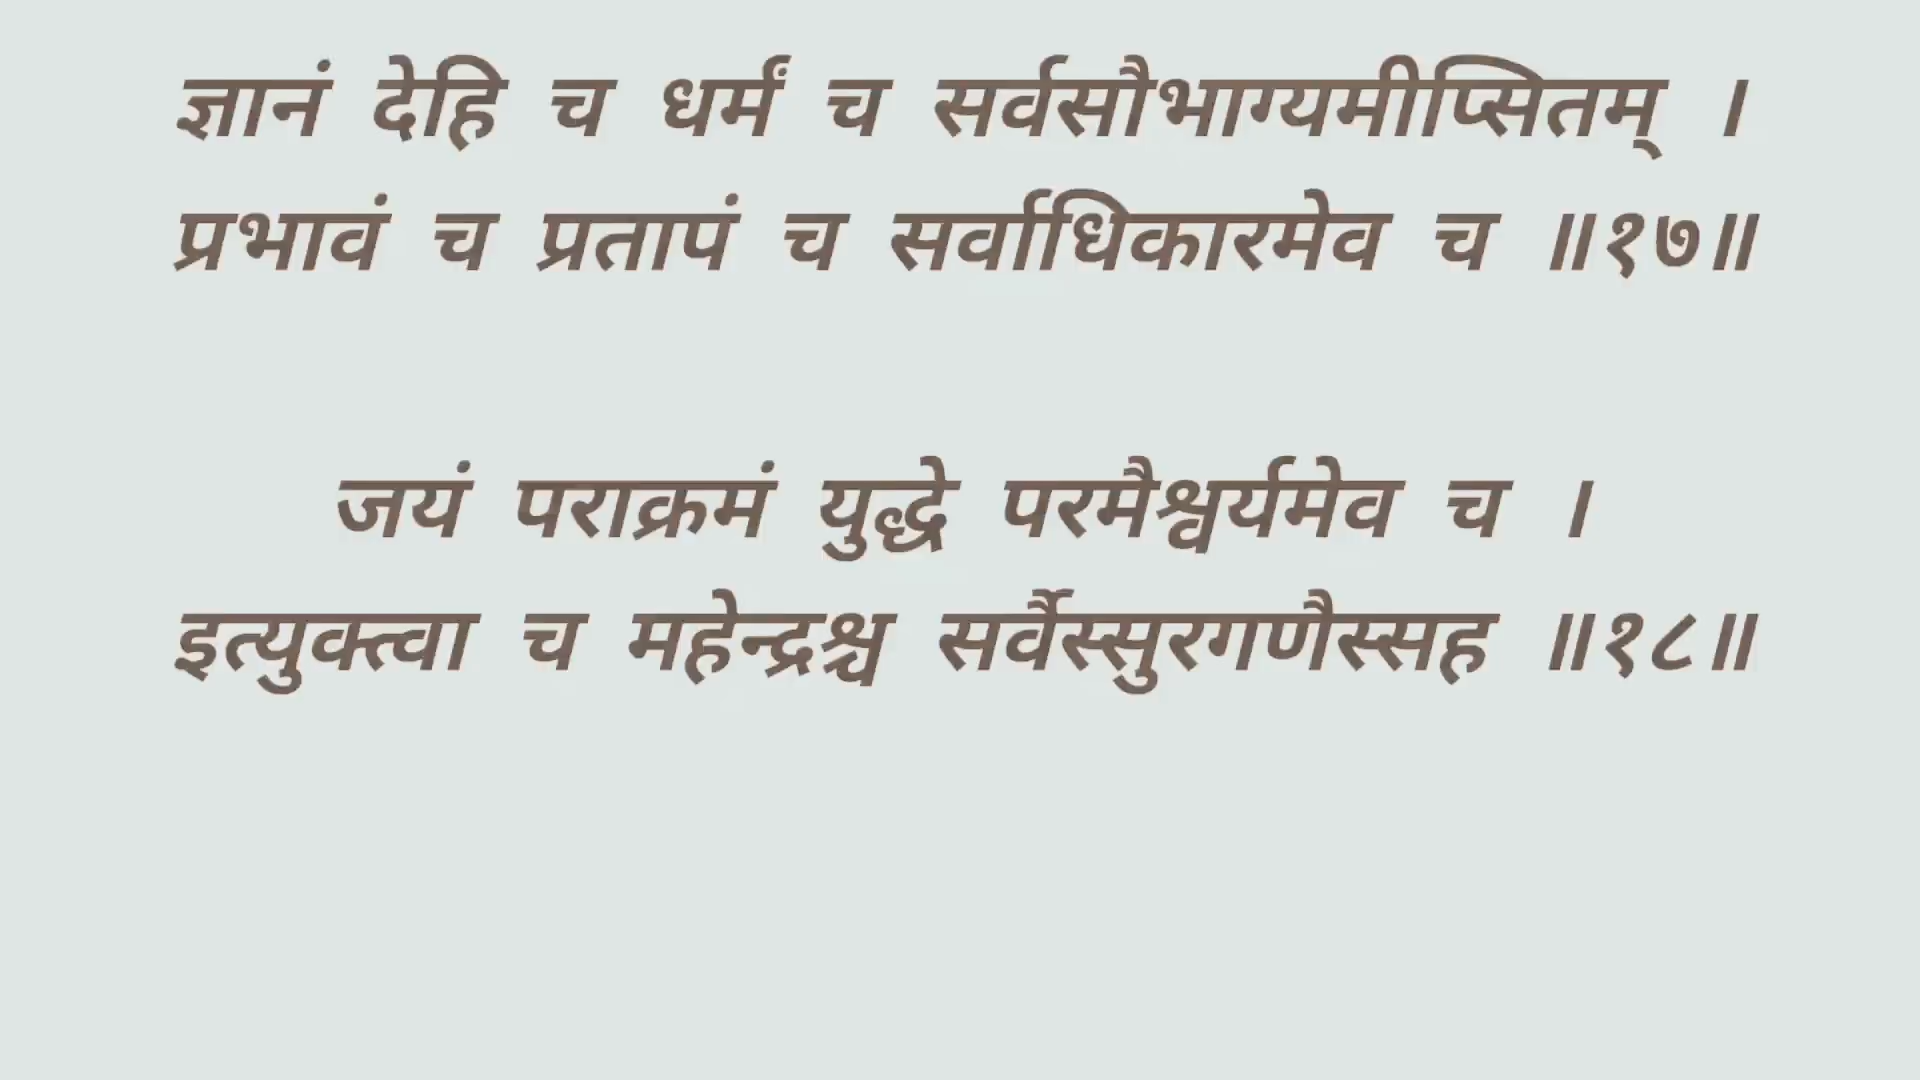 ज्ञानं देहि च धर्मं च सर्वसौभाग्यमीप्सितम् ।
प्रभावं च प्रतापं च सर्वाधिकारमेव च ॥१७॥
जयं पराक्रमं युद्धे परमैश्वर्यमेव च ।
इत्युक्त्वा च महेन्द्रश्च सर्वैस्सुरगणैस्सह ॥१८॥